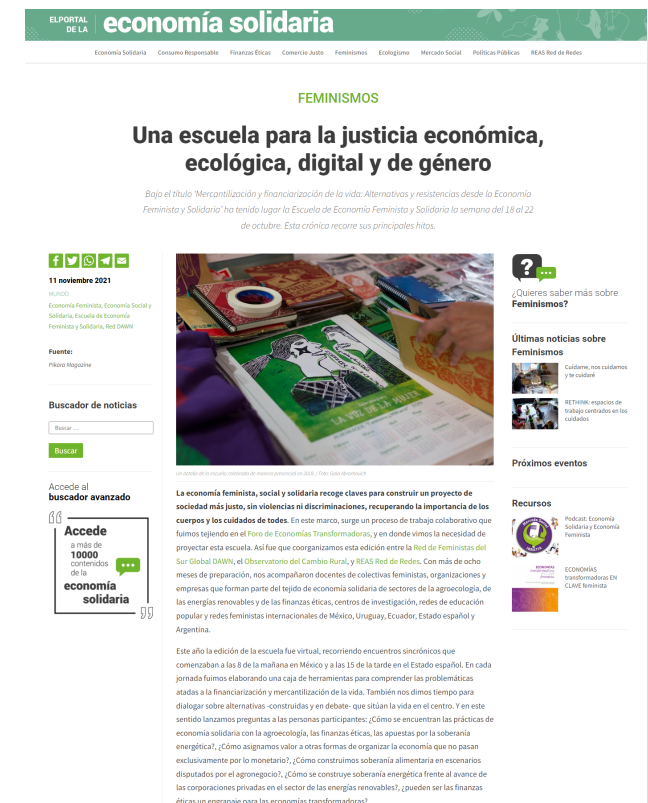 ELPORTAL
DE LA
economía solidaria
Economía Solidaria Consumo Responsable Finanzas Éticas Comercio Justo Feminismos Ecologismo Mercado Social Políticas Públicas REAS Red de Redes
FEMINISMOS
Una escuela para la justicia económica,
ecológica, digital y de género
Bajo el título 'Mercantilización y financiarización de la vida: Alternativas y resistencias desde la Economía
Feminista y Solidaria' ha tenido lugar la Escuela de Economía Feminista y Solidaria la semana del 18 al 22
de octubre. Esta crónica recorre sus principales hitos.
11 noviembre 2021
MUNDO
Economía Feminista, Economía Social y
Solidaria, Escuela de Economía
Feminista y Solidaria, Red DAWN
Fuente:
Pikara Magazine
Buscador de noticias
Buscar ...
Buscar
Accede al
buscador avanzado
Accede
a más de
10000
contenidos
de la
economía
solidaria
LA VOZ DE LA MUJER
Un detalle de la escuela celebrada de manera presencial en 2018. / Foto: Gala Abramovich
La economía feminista, social y solidaria recoge claves para construir un proyecto de
sociedad más justo, sin violencias ni discriminaciones, recuperando la importancia de los
cuerpos y los cuidados de todes. En este marco, surge un proceso de trabajo colaborativo que
fuimos tejiendo en el Foro de Economías Transformadoras, y en donde vimos la necesidad de
proyectar esta escuela. Así fue que coorganizamos esta edición entre la Red de Feministas del
Sur Global DAWN, el Observatorio del Cambio Rural, y REAS Red de Redes. Con más de ocho
meses de preparación, nos acompañaron docentes de colectivas feministas, organizaciones y
empresas que forman parte del tejido de economía solidaria de sectores de la agroecología, de
las energías renovables y de las finanzas éticas, centros de investigación, redes de educación
popular y redes feministas internacionales de México, Uruguay, Ecuador, Estado español y
Argentina.
Este año la edición de la escuela fue virtual, recorriendo encuentros sincrónicos que
comenzaban a las 8 de la mañana en México y a las 15 de la tarde en el Estado español. En cada
jornada fuimos elaborando una caja de herramientas para comprender las problemáticas
atadas a la financiarización y mercantilización de la vida. También nos dimos tiempo para
dialogar sobre alternativas -construidas y en debate- que sitúan la vida en el centro. Y en este
sentido lanzamos preguntas a las personas participantes: ¿Cómo se encuentran las prácticas de
economía solidaria con la agroecología, las finanzas éticas, las apuestas por la soberanía
energética?, ¿Cómo asignamos valor a otras formas de organizar la economía que no pasan
exclusivamente por lo monetario?, ¿Cómo construimos soberanía alimentaria en escenarios
disputados por el agronegocio?, ¿Cómo se construye soberanía energética frente al avance de
las corporaciones privadas en el sector de las energías renovables?, ¿pueden ser las finanzas
éticas un engranaje para las economías transformadoras?
¿Quieres saber más sobre
Feminismos?
Últimas noticias sobre
Feminismos
Cuidame, nos cuidamos
y te cuidaré
RETHINK: espacios de
trabajo centrados en los
cuidados
Próximos eventos
Recursos
Podcast: Economía
Solidaria y Economía
Feminista
ECONOMÍAS
transformadoras EN
CLAVE feminista